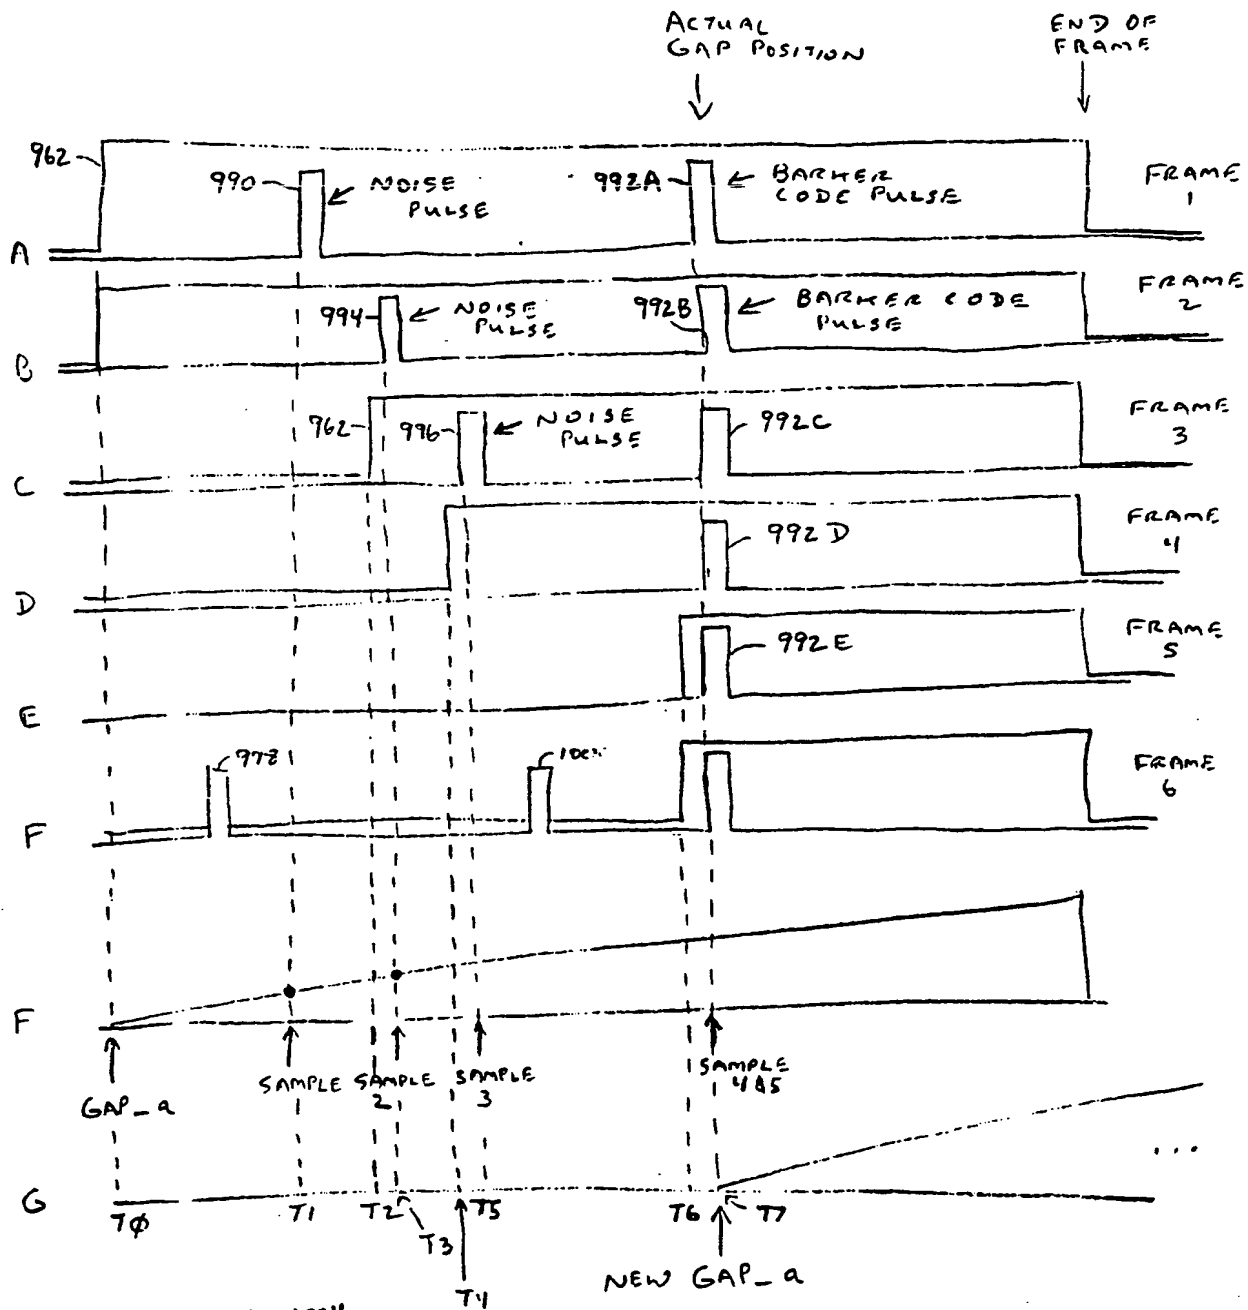 ACTUAL
GAP POSITION
END OF
FRAME
962
990
NOISE
PULSE
992A
BARKER
CODE PULSE
FRAME
1
A
994
NOISE
PULSE
992B
BARKER CODE
PULSE
FRAME
2
B
962
996
NOISE
PULSE
992C
FRAME
3
C
992D
FRAME
4
D
992E
FRAME
5
E
FRAME
6
F
F
GAP_a
SAMPLE
SAMPLE
2
SAMPLE
3
SAMPLE
4&5
...
G
TØ
T1
T2
T3
T4
T5
T6
T7
NEW GAP_a